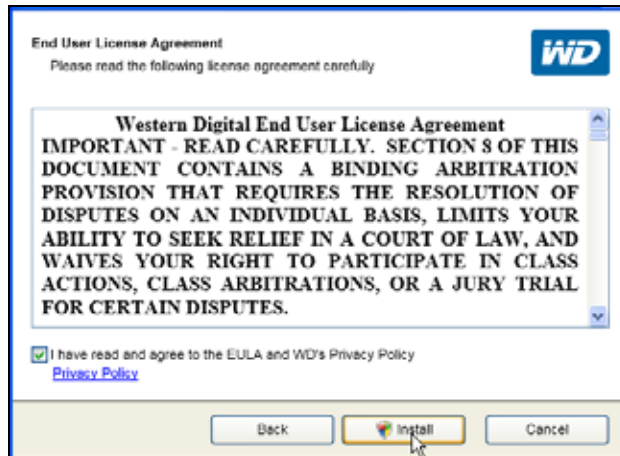 End User License Agreement
Please read the following license agreement carefully
WD
Western Digital End User License Agreement
IMPORTANT - READ CAREFULLY. SECTION 8 OF THIS
DOCUMENT CONTAINS A BINDING ARBITRATION
PROVISION THAT REQUIRES THE RESOLUTION OF
DISPUTES ON AN INDIVIDUAL BASIS, LIMITS YOUR
ABILITY TO SEEK RELIEF IN A COURT OF LAW, AND
WAIVES YOUR RIGHT TO PARTICIPATE IN CLASS
ACTIONS, CLASS ARBITRATIONS, OR A JURY TRIAL
FOR CERTAIN DISPUTES.
I have read and agree to the EULA and WD's Privacy Policy
Privacy Policy
Back
Install
Cancel